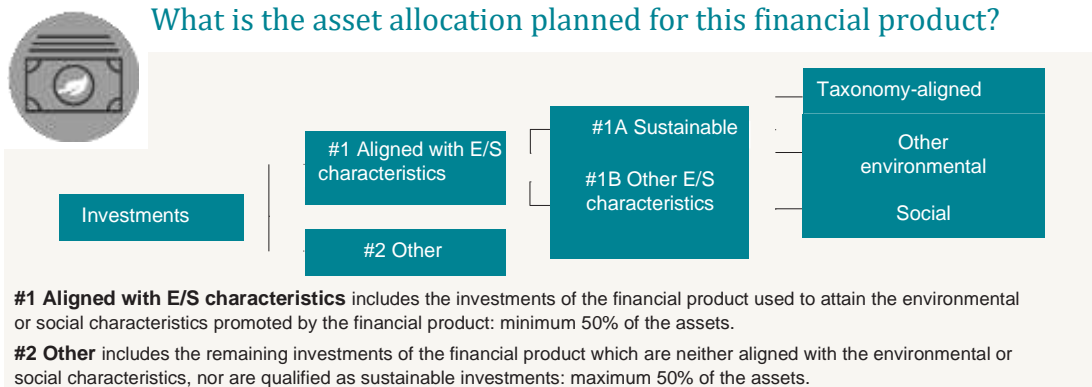 What is the asset allocation planned for this financial product?
Investments
#1 Aligned with E/S
characteristics
#2 Other
#1A Sustainable
#1B Other E/S
characteristics
Taxonomy-aligned
Other
environmental
Social
#1 Aligned with E/S characteristics includes the investments of the financial product used to attain the environmental
or social characteristics promoted by the financial product: minimum 50% of the assets.
#2 Other includes the remaining investments of the financial product which are neither aligned with the environmental or
social characteristics, nor are qualified as sustainable investments: maximum 50% of the assets.